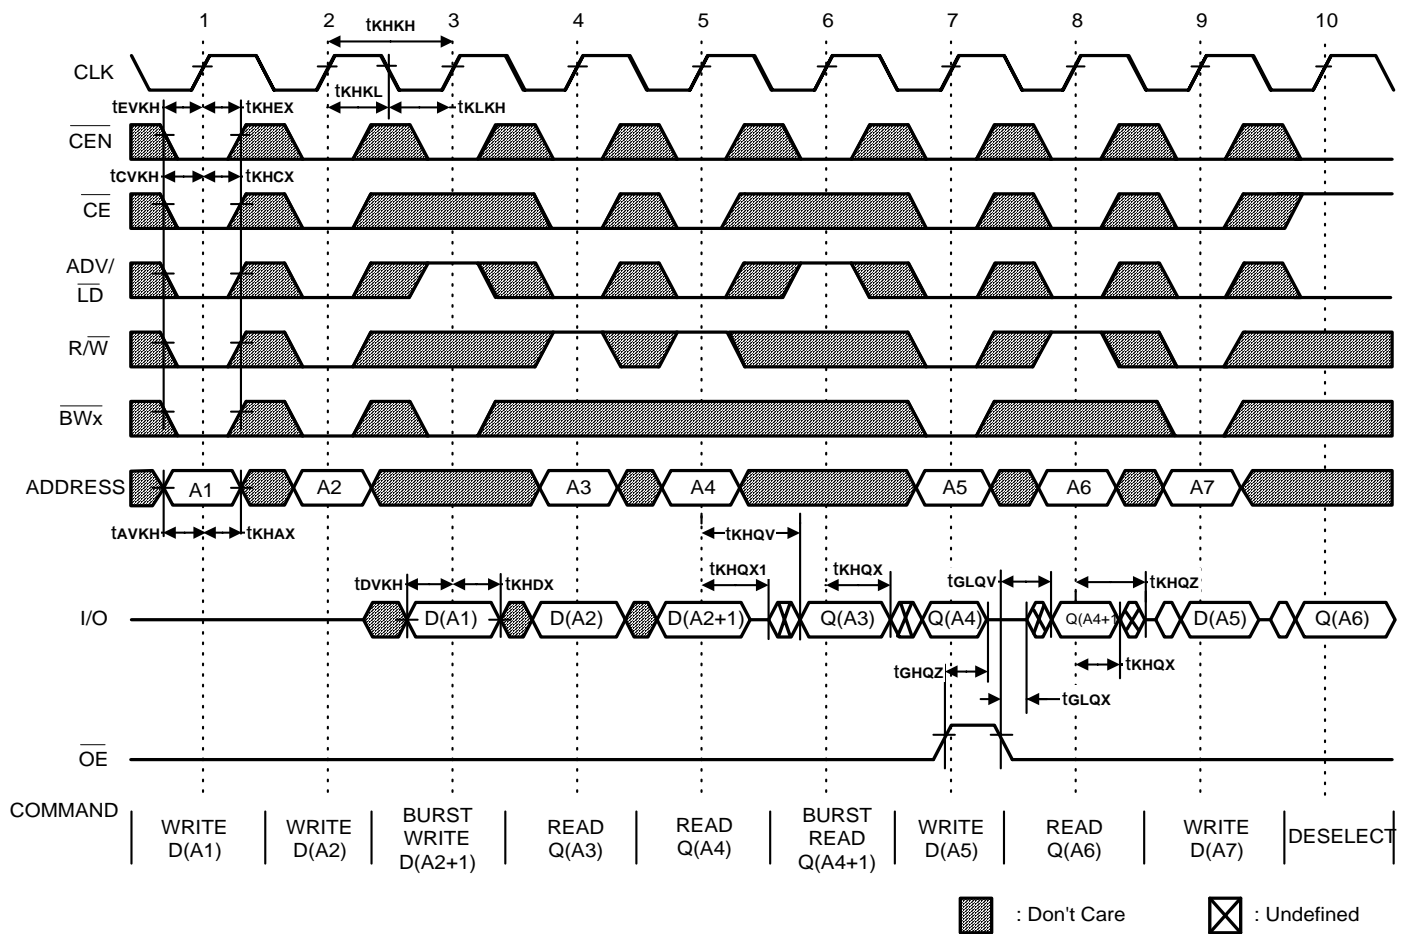 1 2 3 4 5 6 7 8 9 10
tKHKH
CLK
tKHKL tKLKH
tEVKH tKHEX
CEN
tCVKH tKHCX
CE
ADV/
LD
R/W
BWx
ADDRESS A1 A2 A3 A4 A5 A6 A7
tAVKH tKHAX
tKHQV
tDVKH tKHDX tKHQX1 tKHQX tGLQV tKHQZ
I/O D(A1) D(A2) D(A2+1) Q(A3) Q(A4) Q(A4+1 D(A5) Q(A6)
tGHQZ tKHQX
tGLQX
OE
COMMAND
WRITE
D(A1)
WRITE
D(A2)
BURST
WRITE
D(A2+1)
READ
Q(A3)
READ
Q(A4)
BURST
READ
Q(A4+1)
WRITE
D(A5)
READ
Q(A6)
WRITE
D(A7)
DESELECT
: Don't Care
: Undefined